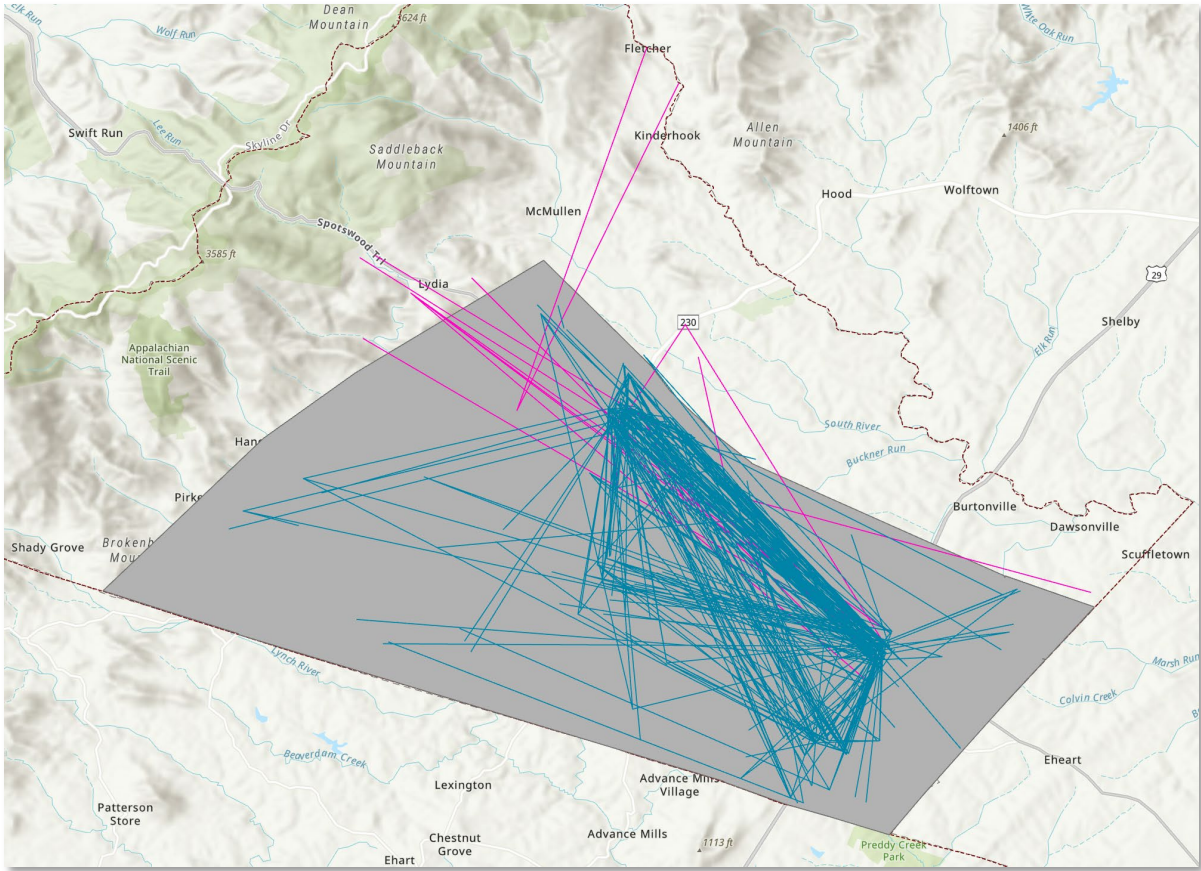 Elk Run
Wolf Run
Dean
Mountain
3624 ft
Fletcher
White Oak Run
Swift Run
Lee Run
Skyline Dr
Saddleback
Mountain
Kinderhook
Allen
Mountain
1406 ft
Hood
Wolftown
McMullen
Spotswood Trl
3585 ft
Lydia
29
230
Shelby
Elk Run
Appalachian
National Scenic
Trail
South River
Buckner Run
Burtonville
Dawsonville
Scuffletown
Shady Grove
Lynch River
Marsh Run
Colvin Creek
Beaverdam Creek
Eheart
Lexington
Advance Mills
Village
Patterson
Store
Advance Mills
Chestnut
Grove
1113 ft
Preddy Creek
Park
Ehart